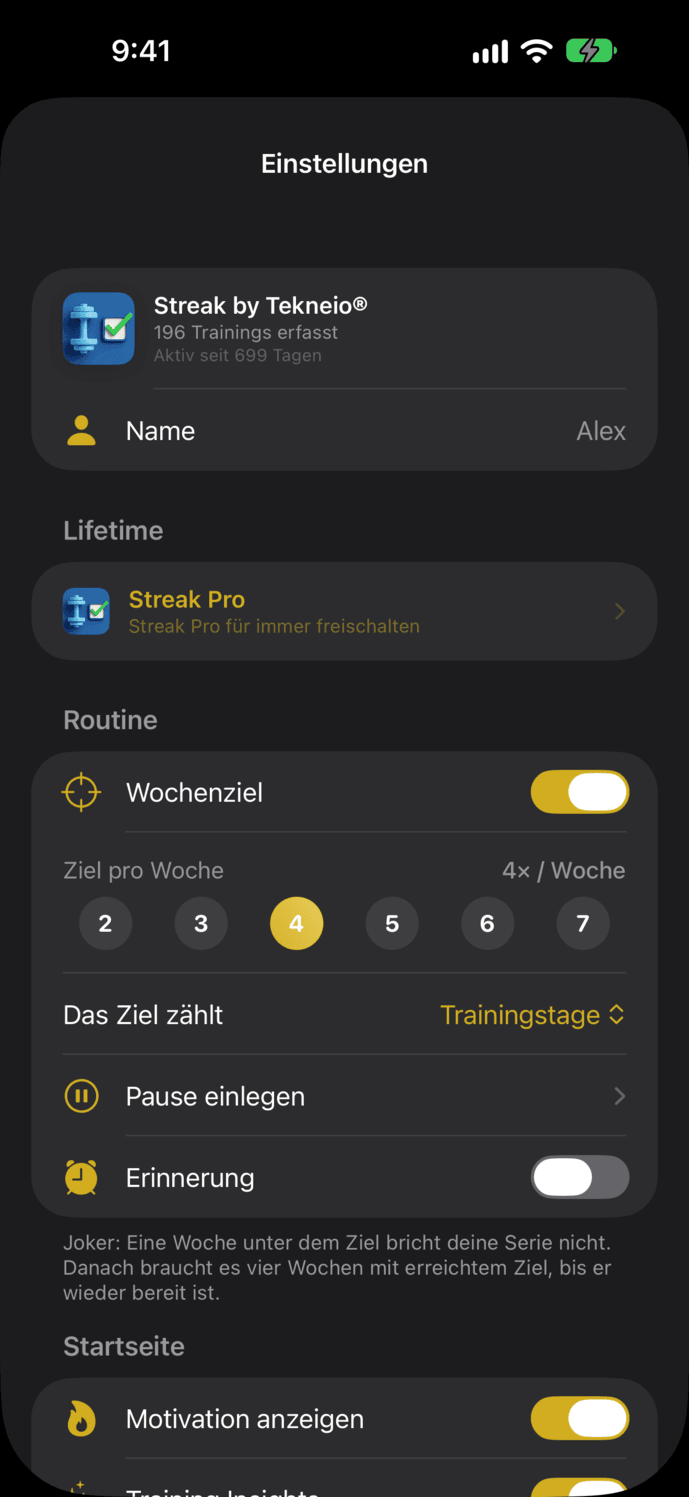 9:41
Einstellungen
Streak by Tekneio®
196 Trainings erfasst
Aktiv seit 699 Tagen
Name
Alex
Lifetime
Streak Pro
Streak Pro für immer freischalten
Routine
Wochenziel
Ziel pro Woche
4× / Woche
2 3 4 5 6 7
Das Ziel zählt
Trainingstage
Pause einlegen
Erinnerung
Joker: Eine Woche unter dem Ziel bricht deine Serie nicht.
Danach braucht es vier Wochen mit erreichtem Ziel, bis er
wieder bereit ist.
Startseite
Motivation anzeigen
Training Insights